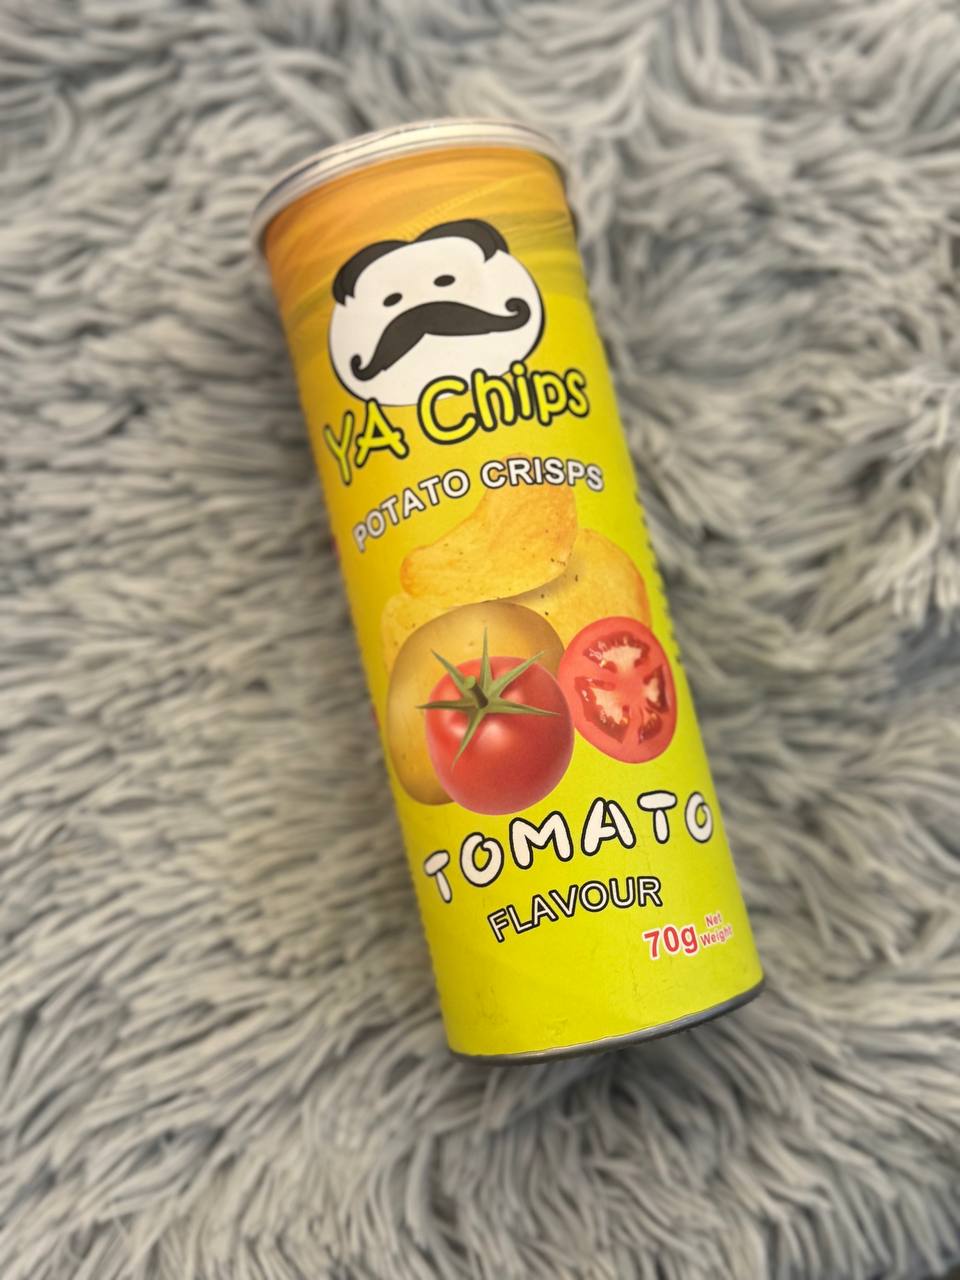 YA Chips
POTATO CRISPS
TOMATO
FLAVOUR
70g Net
Weight